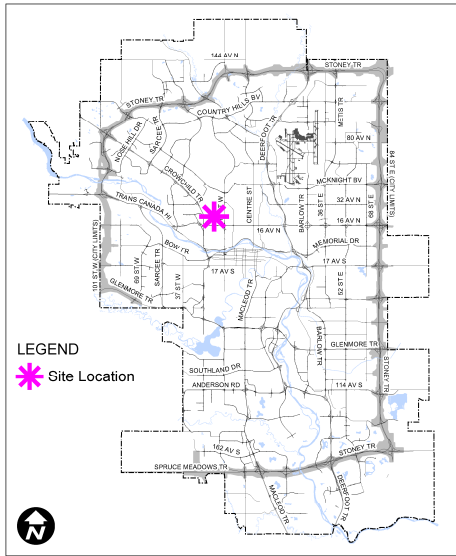 144 AV N
STONEY TR
STONEY TR
COUNTRY HILLS BV
METIS TR
NOSE HILL DR
SARCEE TR
DEERFOOT TR
80 AV N
CROWCHILD TR
MCKNIGHT BV
84 ST E (CITY LIMITS)
TRANS CANADA HI
W
CENTRE ST
BARLOW TR
36 ST E
32 AV N
68 ST E
16 AV N
16 AV N
BOW TR
MEMORIAL DR
101 ST W (CITY LIMITS)
69 ST W
SARCEE TR
37 ST W
17 AV S
17 AV S
52 ST E
GLENMORE TR
MACLEOD TR
BARLOW TR
GLENMORE TR
STONEY TR
LEGEND
Site Location
SOUTHLAND DR
ANDERSON RD
114 AV S
162 AV S
STONEY TR
SPRUCE MEADOWS TR
MACLEOD TR
DEERFOOT TR
N